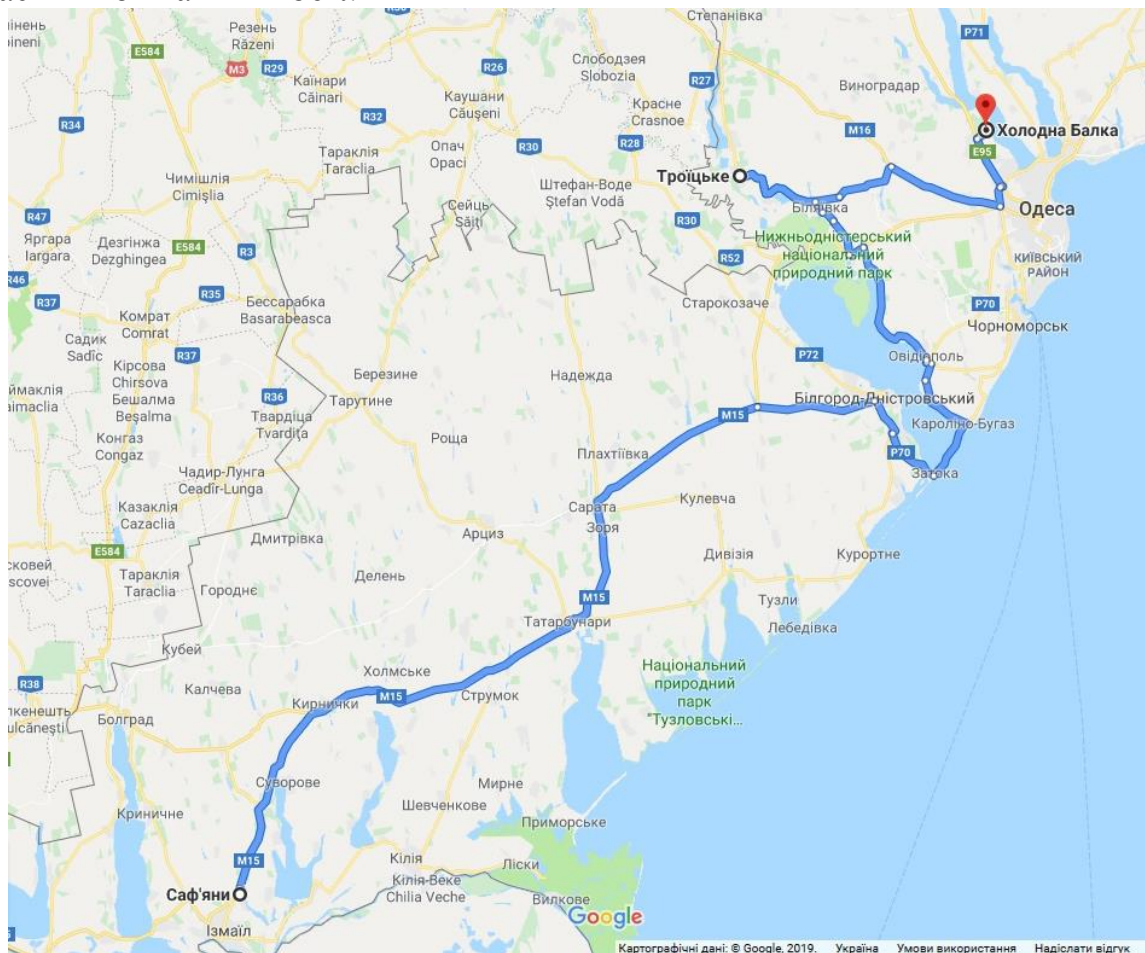 Степанівка
P71
E584
Резень
Răzeni
M3
R29
R26
Слободзея
Slobozia
R27
Виноградар
Каїнари
Căinari
Каушани
Căușeni
Красне
Crasnoe
R34
R32
M16
Холодна Балка
E95
Опач
Opaci
R30
R28
Тараклія
Taraclia
Троїцьке
Чимішлія
Cimișlia
Штефан-Воде
Ștefan Vodă
Біляївка
Одеса
R47
Сейць
Săiți
R30
Яргара
Iargara
Дезгінжа
Dezghingea
E584
R3
R52
Нижньодністерський
національний
природний парк
КИЇВСЬКИЙ
РАЙОН
R46
R37
R35
Бессарабка
Basarabeasca
Старокозаче
P70
Чорноморськ
Комрат
Comrat
Садик
Sadîc
R37
P72
Овідіополь
Кірсова
Chirsova
Бешалма
Beșalma
Березине
Надежда
R36
Тарутине
Твардіца
Tvardița
Білгород-Дністровський
M15
Кароліно-Бугаз
Конгаз
Congaz
Роща
Плахтіївка
P70
Затока
Чадир-Лунга
Ceadîr-Lunga
Сарата
Зоря
Кулевча
Казаклія
Cazaclia
Арциз
Дмитрівка
E584
Дивізія
Курортне
Тараклія
Taraclia
Городнє
Делень
M15
Тузли
Татарбунари
Лебедівка
Кубей
R38
Холмське
Калчева
M15
Струмок
Національний
природний
парк
"Тузловські...
Болград
Кирнички
Суворове
Мирне
Криничне
Шевченкове
Приморське
M15
Кілія
Ліски
Саф'яни
Кілія-Веке
Chilia Veche
Вилкове
Ізмаїл
Google
Картографічні дані: © Google, 2019. Україна Умови використання Надіслати відгук